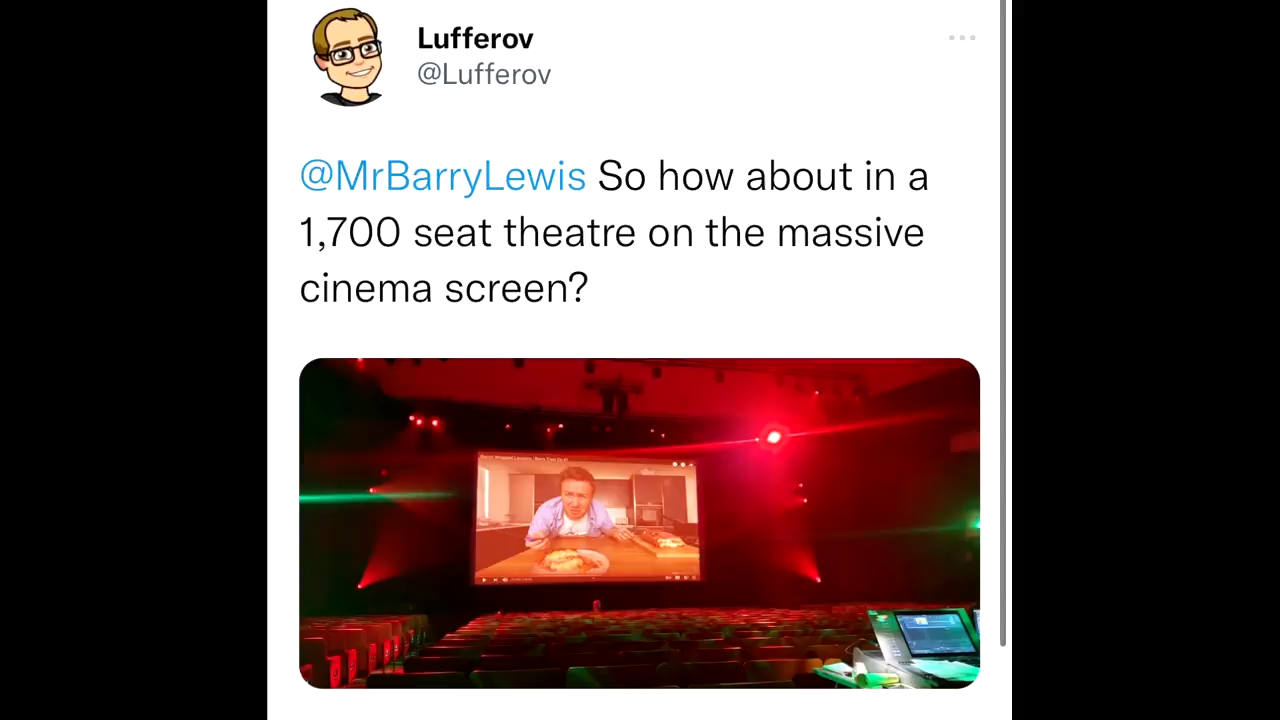 Lufferov
@Lufferov
@MrBarryLewis So how about in a
1,700 seat theatre on the massive
cinema screen?